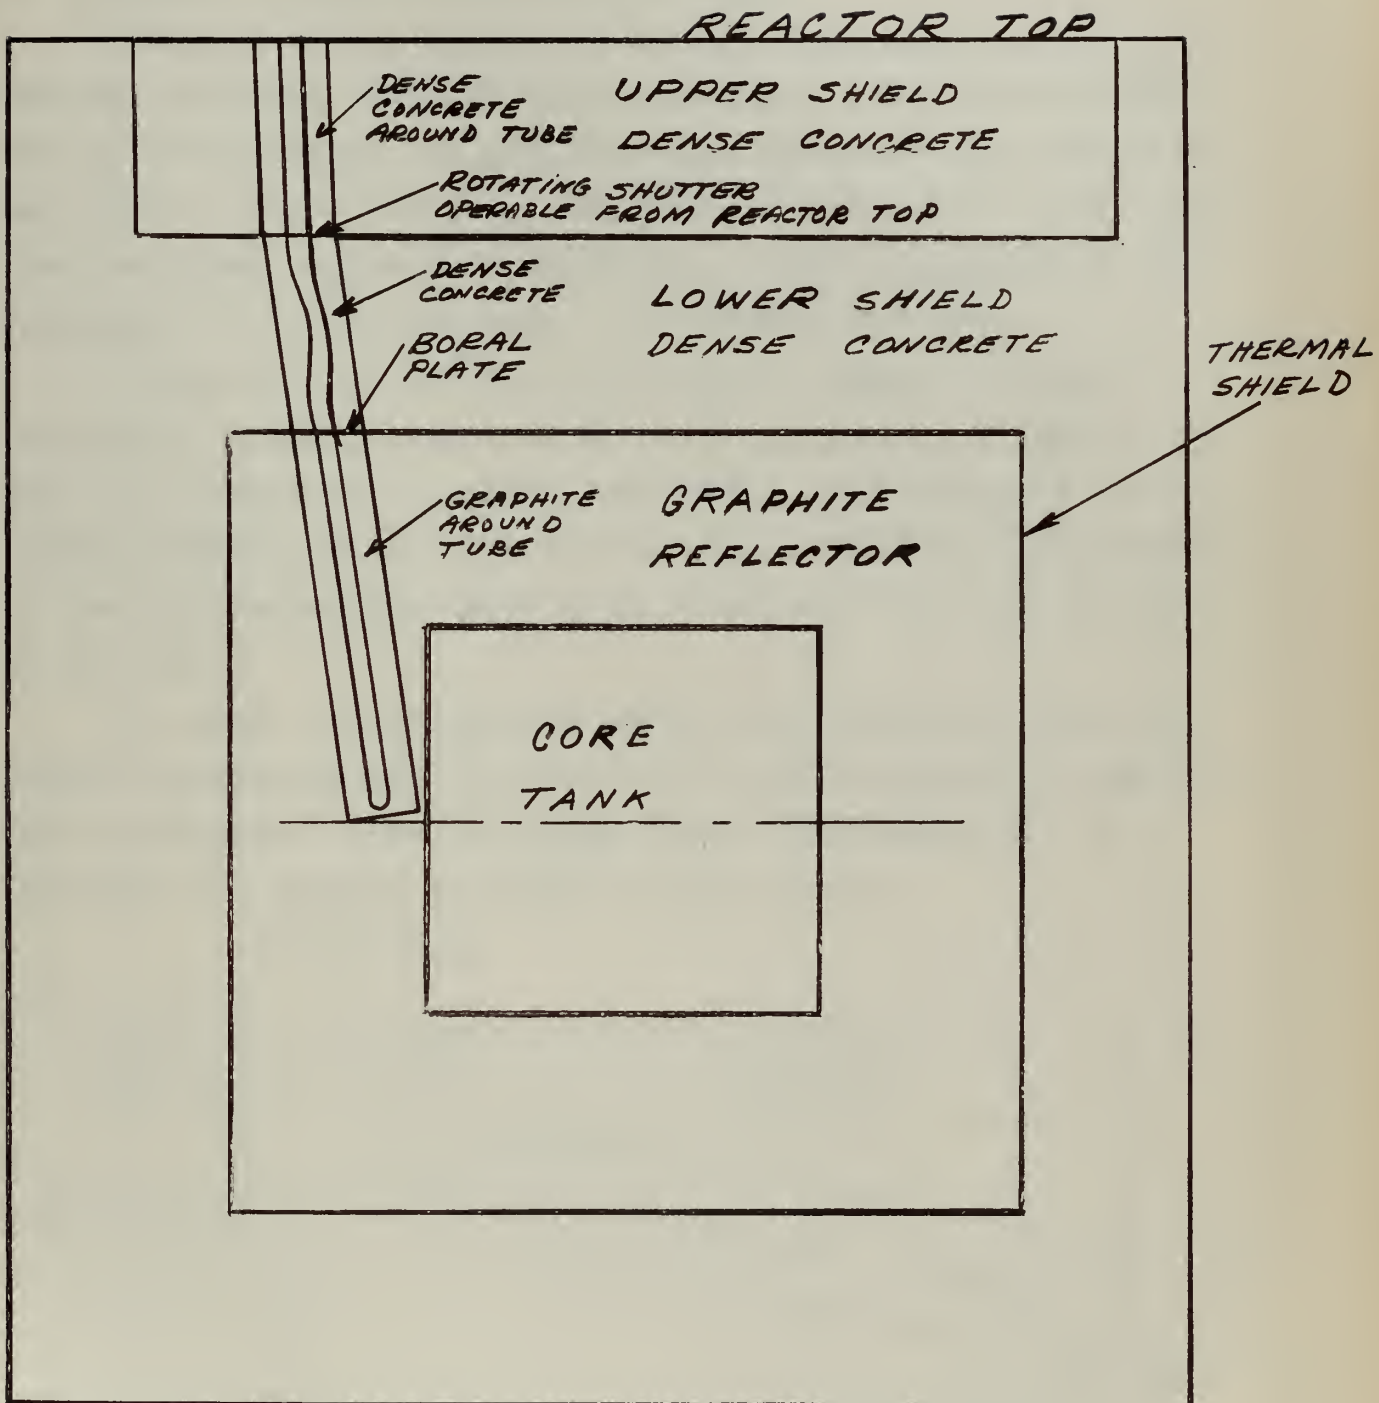 REACTOR TOP
DENSE
CONCRETE
AROUND TUBE
UPPER SHIELD
DENSE CONCRETE
ROTATING SHUTTER
OPERABLE FROM REACTOR TOP
DENSE
CONCRETE
LOWER SHIELD
DENSE CONCRETE
BORAL
PLATE
THERMAL
SHIELD
GRAPHITE
AROUND
TUBE
GRAPHITE
REFLECTOR
CORE
TANK